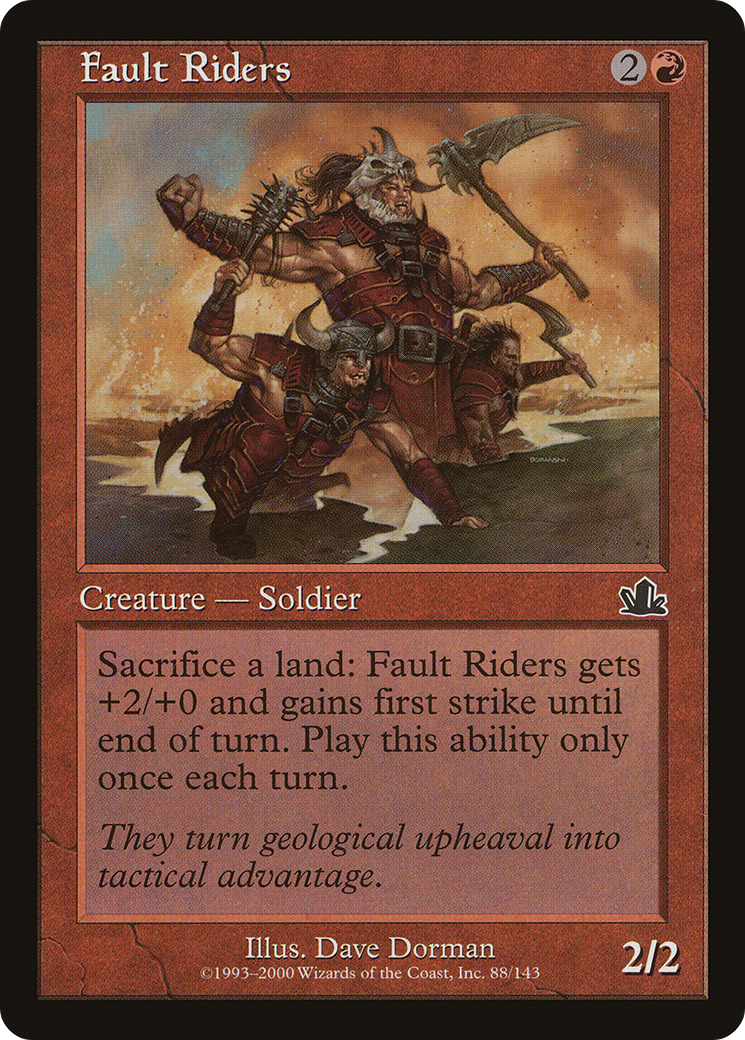 Fault Riders
2
Creature — Soldier
Sacrifice a land: Fault Riders gets
+2/+0 and gains first strike until
end of turn. Play this ability only
once each turn.
They turn geological upheaval into
tactical advantage.
Illus. Dave Dorman
©1993–2000 Wizards of the Coast, Inc. 88/143
2/2